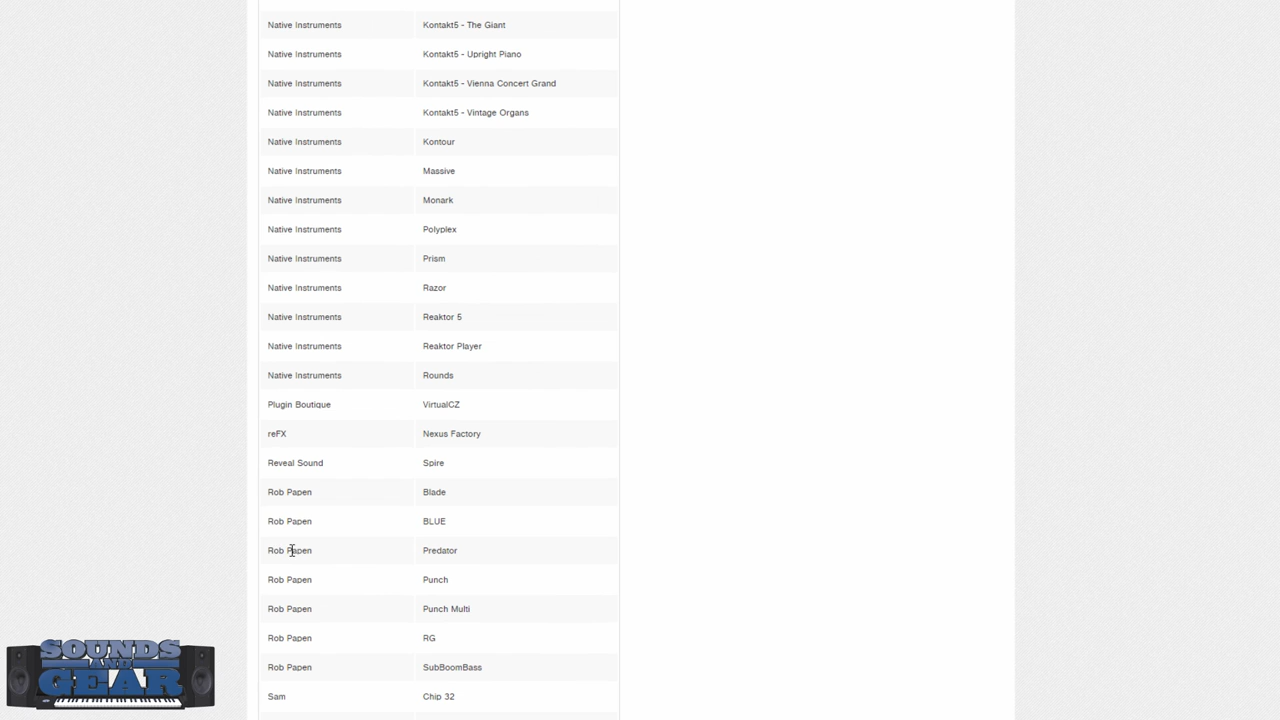 Native Instruments Kontakt5 - The Giant
Native Instruments Kontakt5 - Upright Piano
Native Instruments Kontakt5 - Vienna Concert Grand
Native Instruments Kontakt5 - Vintage Organs
Native Instruments Kontour
Native Instruments Massive
Native Instruments Monark
Native Instruments Polyplex
Native Instruments Prism
Native Instruments Razor
Native Instruments Reaktor 5
Native Instruments Reaktor Player
Native Instruments Rounds
Plugin Boutique VirtualCZ
reFX Nexus Factory
Reveal Sound Spire
Rob Papen Blade
Rob Papen BLUE
Rob Papen Predator
Rob Papen Punch
Rob Papen Punch Multi
Rob Papen RG
Rob Papen SubBoomBass
Sam Chip 32
SOUNDS
AND
GEAR